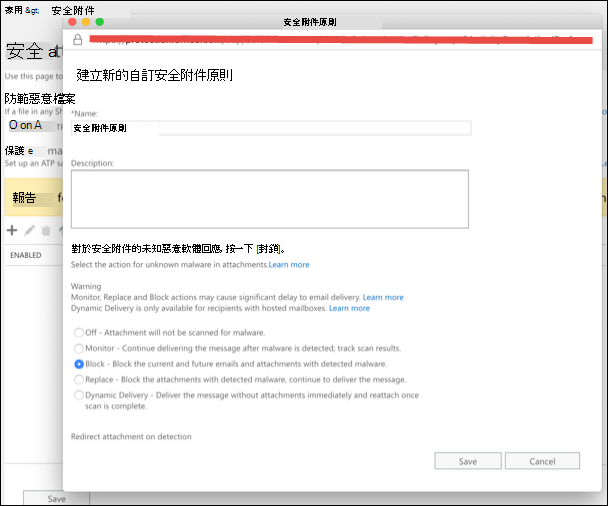 家用 &gt; 安全附件
安全附件原則
安全 at
Use this page to
建立新的自訂安全附件原則
防範惡意檔案
If a file in any Sh
*Name:
O on A
安全附件原則
保護 e ma
Set up an ATP sa
Description:
報告 fo
對於安全附件的未知惡意軟體回應, 按一下 [封鎖]。
ENABLED
Select the action for unknown malware in attachments.Learn more
Warning
Monitor, Replace and Block actions may cause significant delay to email delivery. Learn more
Dynamic Delivery is only available for recipients with hosted mailboxes. Learn more
Off - Attachment will not be scanned for malware.
Monitor - Continue delivering the message after malware is detected; track scan results.
Block - Block the current and future emails and attachments with detected malware.
Replace - Block the attachments with detected malware, continue to deliver the message.
Dynamic Delivery - Deliver the message without attachments immediately and reattach once
scan is complete.
Redirect attachment on detection
Save Cancel
Save